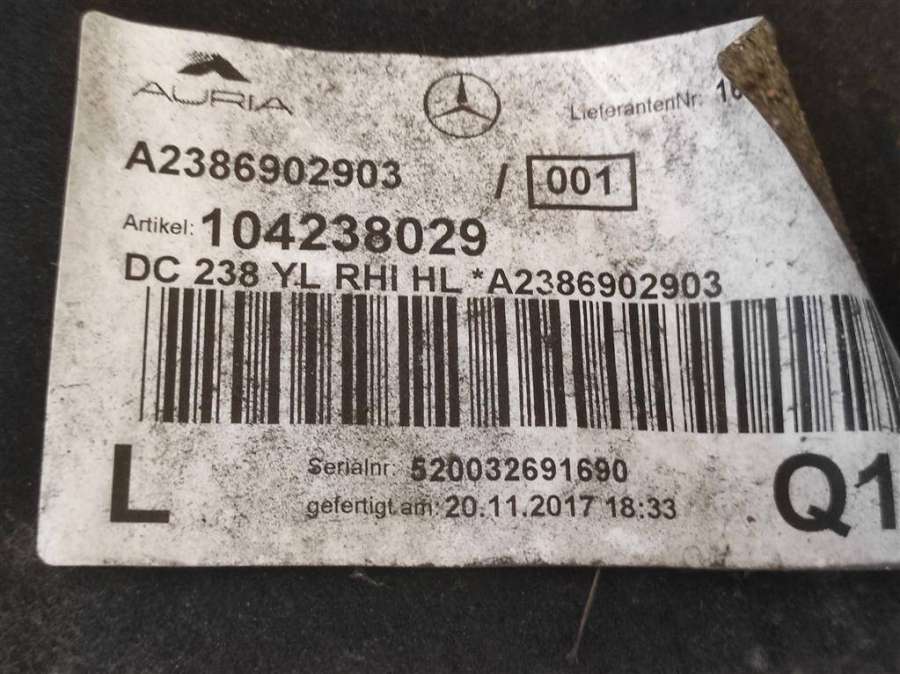 AURIA
LieferantenNr:
A2386902903 / 001
Artikel: 104238029
DC 238 YL RHI HL *A2386902903
L
Serialnr: 520032691690
gefertigt am: 20.11.2017 18:33
Q1